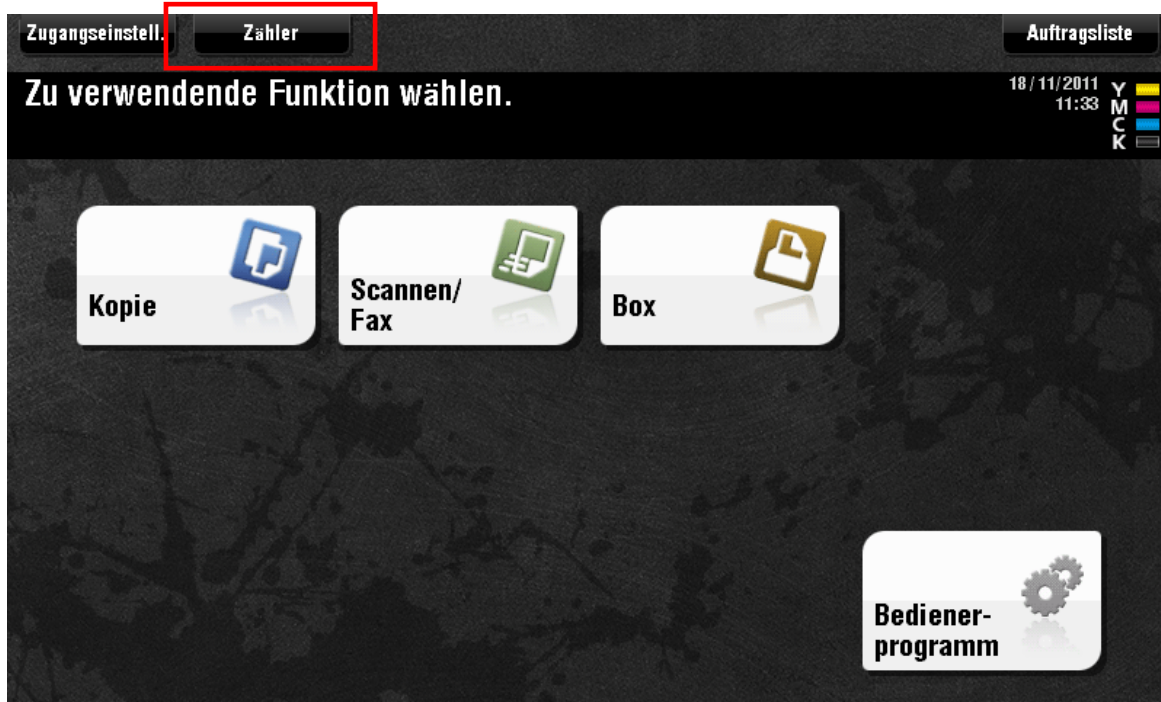 Zugangseinstell. Zähler Auftragsliste
Zu verwendende Funktion wählen.
18/11/2011
11:33
Y
M
C
K
Kopie
Scannen/
Fax
Box
Bediener-
programm